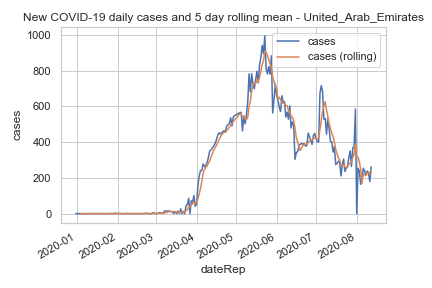 New COVID-19 daily cases and 5 day rolling mean - United_Arab_Emirates
cases
cases (rolling)
1000
800
600
400
200
0
cases
2020-01
2020-02
2020-03
2020-04
2020-05
2020-06
2020-07
2020-08
dateRep